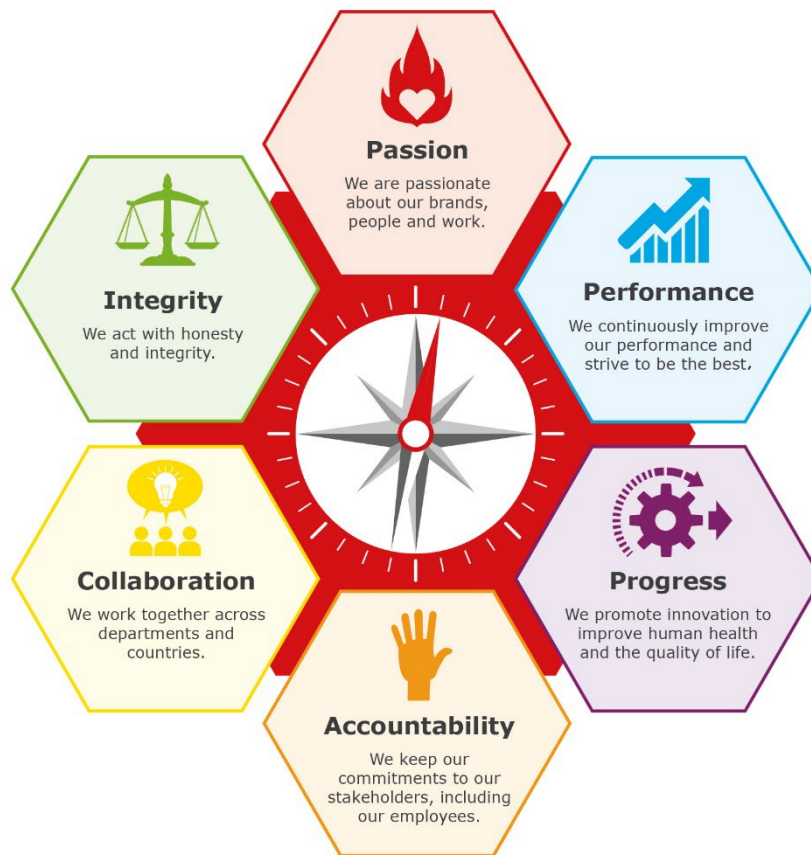 Passion
We are passionate
about our brands,
people and work.
Integrity
We act with honesty
and integrity.
Performance
We continuously improve
our performance and
strive to be the best.
Collaboration
We work together across
departments and
countries.
Progress
We promote innovation to
improve human health
and the quality of life.
Accountability
We keep our
commitments to our
stakeholders, including
our employees.